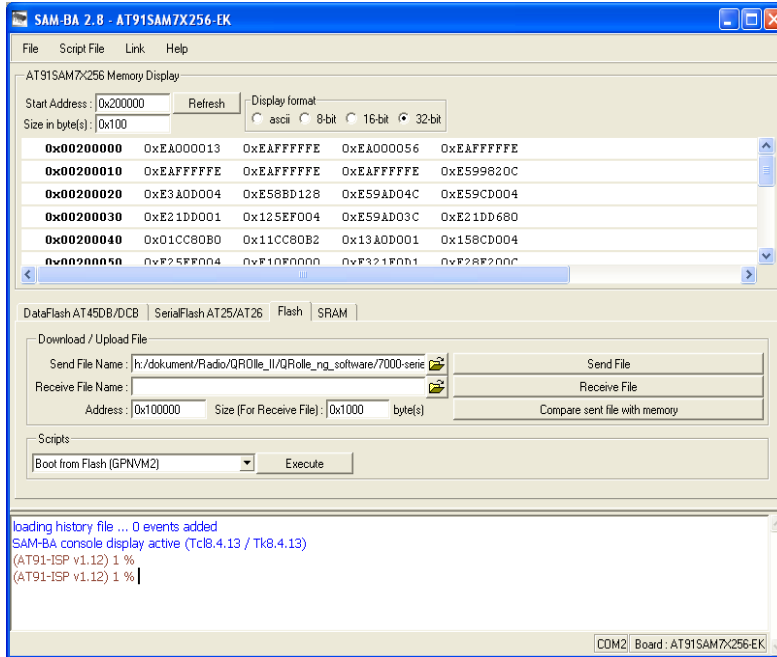 SAM-BA 2.8 - AT91SAM7X256-EK
File Script File Link Help
AT91SAM7X256 Memory Display
Start Address : 0x200000 Refresh
Size in byte(s) : 0x100
Display format
ascii 8-bit 16-bit 32-bit
0x00200000 0xEA000013 0xEAFFFFFE 0xEA000056 0xEAFFFFFE
0x00200010 0xEAFFFFFE 0xEAFFFFFE 0xEAFFFFFE 0xE599820C
0x00200020 0xE3A0D004 0xE58BD128 0xE59AD04C 0xE59CD004
0x00200030 0xE21DD001 0x125EF004 0xE59AD03C 0xE21DD680
0x00200040 0x01CC80B0 0x11CC80B2 0x13A0D001 0x158CD004
0x00200050 0xE25EF004 0xE10F0000 0xE321F0D1 0xE28F200C
DataFlash AT45DB/DCB SerialFlash AT25/AT26 Flash SRAM
Download / Upload File
Send File Name : h:/dokument/Radio/QROlle_II/QRolle_ng_software/7000-serie Send File
Receive File Name : Receive File
Address : 0x100000 Size (For Receive File) : 0x1000 byte(s) Compare sent file with memory
Scripts
Boot from Flash (GPNVM2) Execute
loading history file ... 0 events added
SAM-BA console display active (Tcl8.4.13 / Tk8.4.13)
(AT91-ISP v1.12) 1 %
(AT91-ISP v1.12) 1 %
COM2 Board : AT91SAM7X256-EK